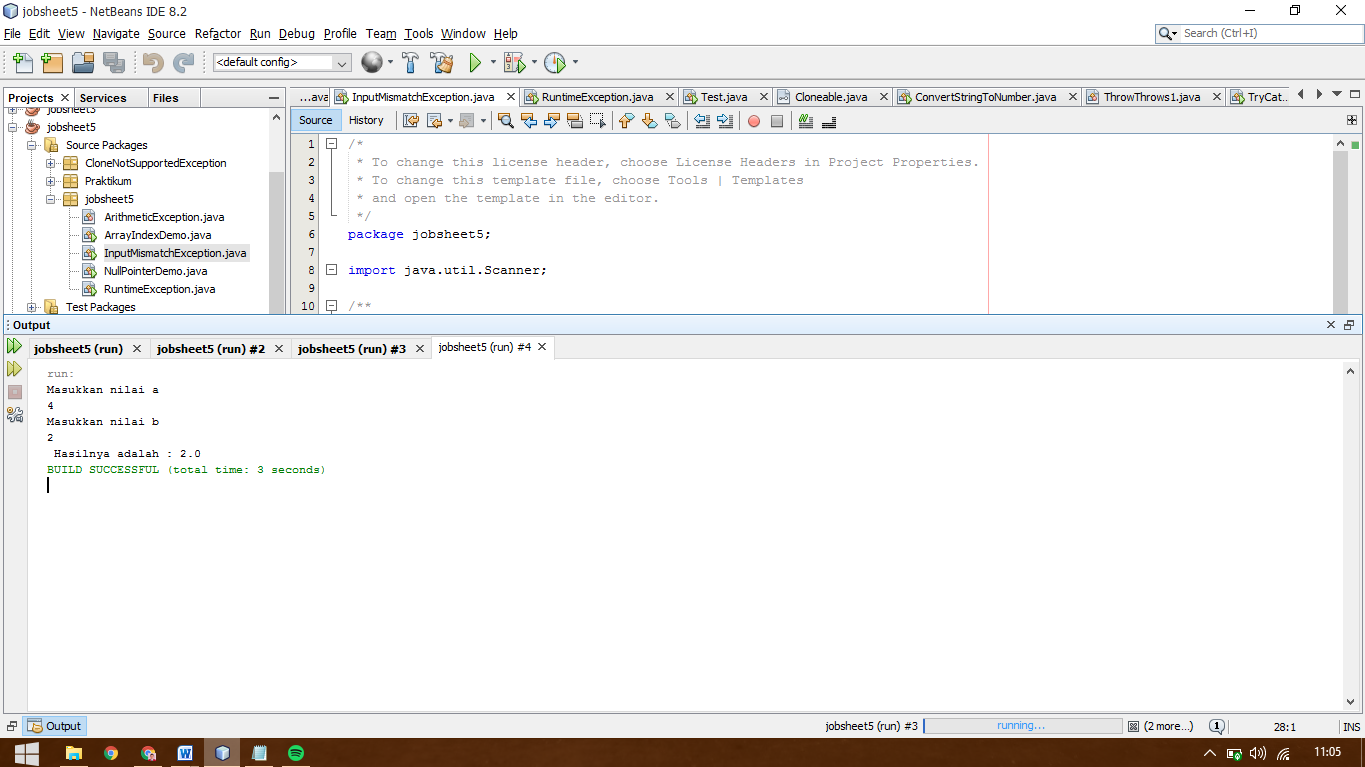 jobsheet5 - NetBeans IDE 8.2
File Edit View Navigate Source Refactor Run Debug Profile Team Tools Window Help
Search (Ctrl+I)
<default config>
Projects Services Files
...ava InputMismatchException.java RuntimeException.java Test.java Cloneable.java ConvertStringToNumber.java ThrowThrows1.java TryCat...
jobsheet3
jobsheet5
Source Packages
CloneNotSupportedException
Praktikum
jobsheet5
ArithmeticException.java
ArrayIndexDemo.java
InputMismatchException.java
NullPointerDemo.java
RuntimeException.java
Test Packages
Source History
1 /*
2 * To change this license header, choose License Headers in Project Properties.
3 * To change this template file, choose Tools | Templates
4 * and open the template in the editor.
5 */
6 package jobsheet5;
7
8 import java.util.Scanner;
9
10 /**
Output
jobsheet5 (run) jobsheet5 (run) #2 jobsheet5 (run) #3 jobsheet5 (run) #4
run:
Masukkan nilai a
4
Masukkan nilai b
2
Hasilnya adalah : 2.0
BUILD SUCCESSFUL (total time: 3 seconds)
Output jobsheet5 (run) #3 running... (2 more...) 1 28:1 INS
11:05